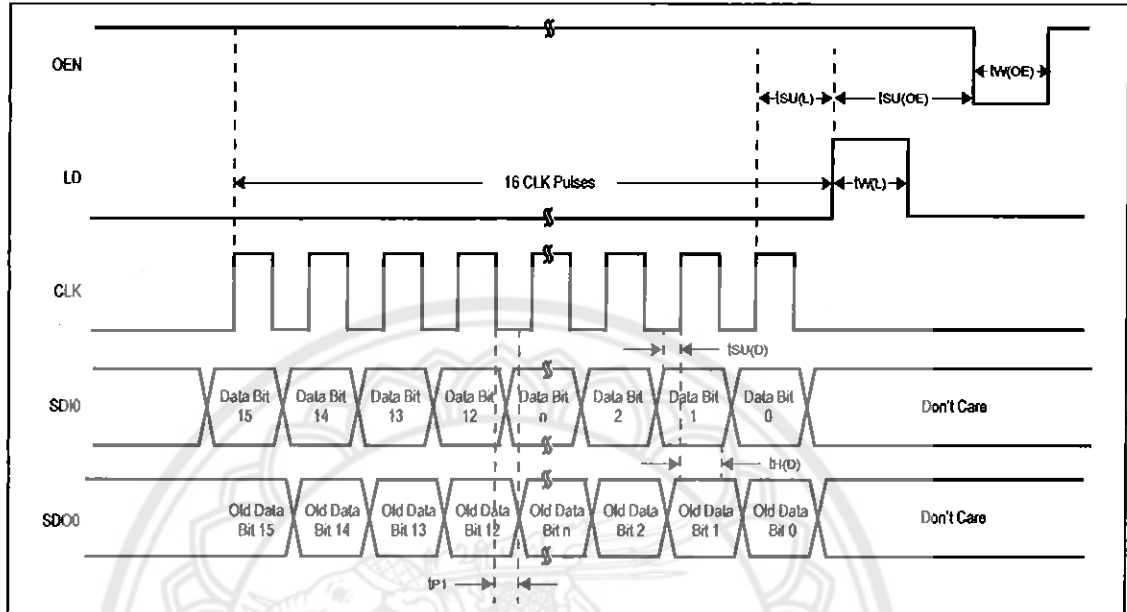 OEN
tW(OE)
tSU(L)
tSU(OE)
LD
16 CLK Pulses
tW(L)
CLK
tSU(D)
SDI0
Data Bit 15
Data Bit 14
Data Bit 13
Data Bit 12
Data Bit n
Data Bit 2
Data Bit 1
Data Bit 0
Don't Care
tH(D)
SDO0
Old Data Bit 15
Old Data Bit 14
Old Data Bit 13
Old Data Bit 12
Old Data Bit n
Old Data Bit 2
Old Data Bit 1
Old Data Bit 0
Don't Care
tP1